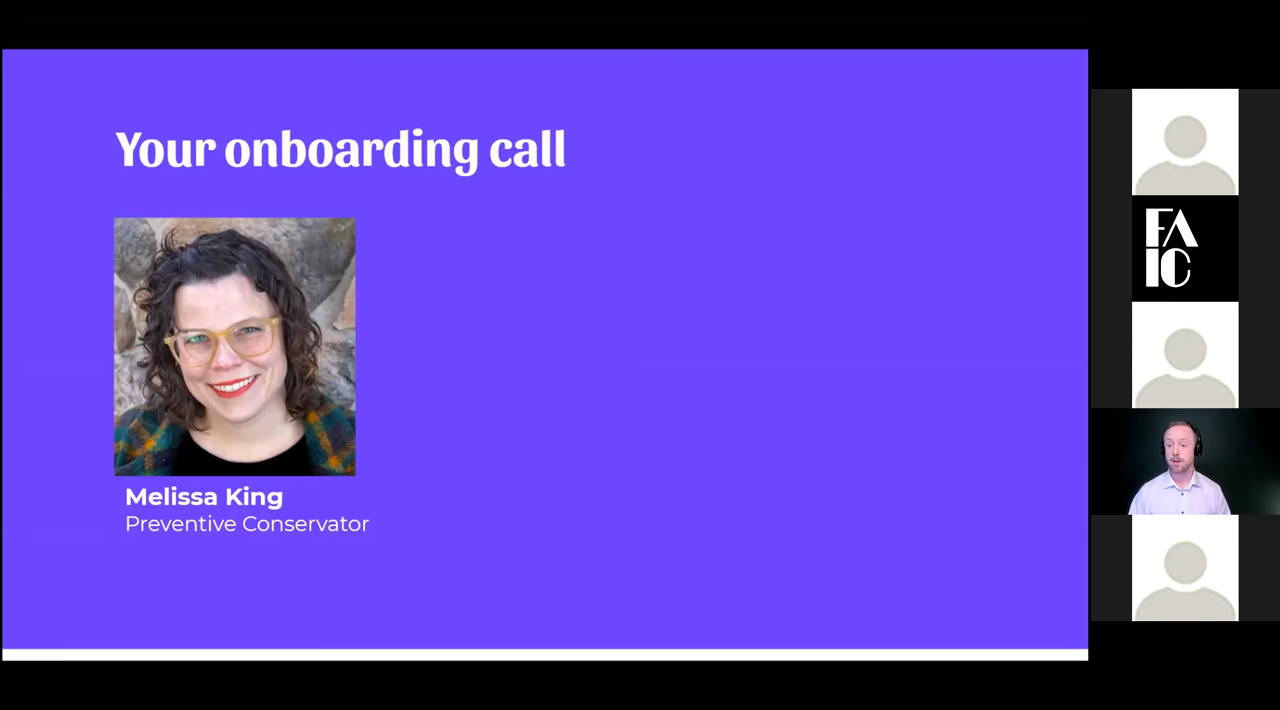 Your onboarding call
Melissa King
Preventive Conservator
FA
IC